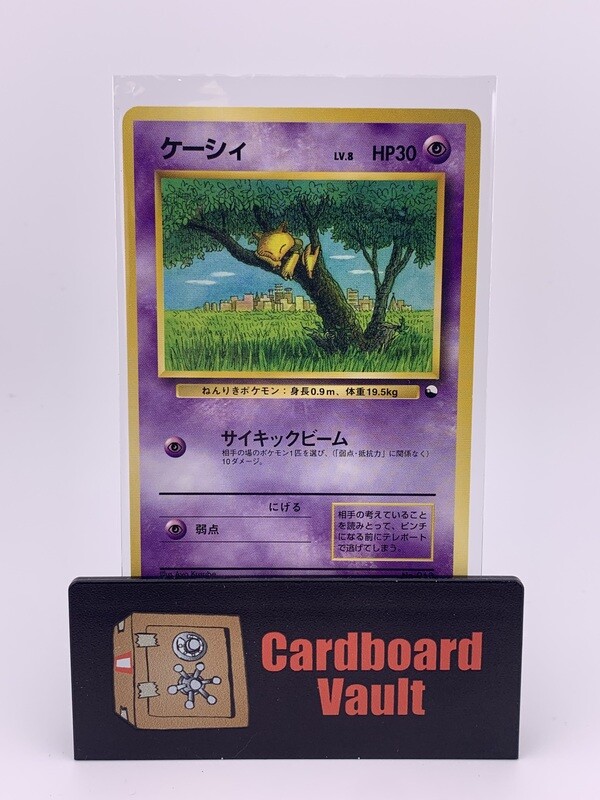 ケーシィ LV.8 HP30
ねんりきポケモン：身長0.9m、体重19.5kg
サイキックビーム
相手の場のポケモン1匹を選び、（「弱点・抵抗力」に関係なく）
10ダメージ。
にげる
弱点
相手の考えていること
を読みとって、ピンチ
になる前にテレポート
で逃げてしまう。
Cardboard
Vault